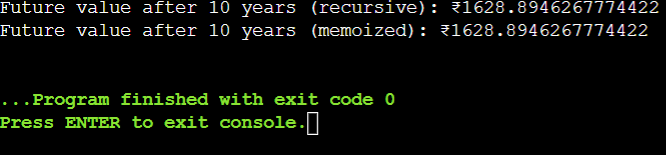 Future value after 10 years (recursive): ₹1628.8946267774422
Future value after 10 years (memoized): ₹1628.8946267774422
...Program finished with exit code 0
Press ENTER to exit console.